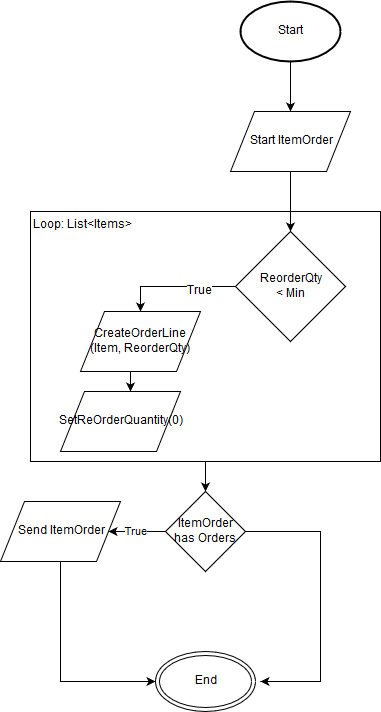 Start
Start ItemOrder
Loop: List<Items>
ReorderQty
< Min
True
CreateOrderLine
(Item, ReorderQty)
SetReOrderQuantity(0)
ItemOrder
has Orders
True
Send ItemOrder
End